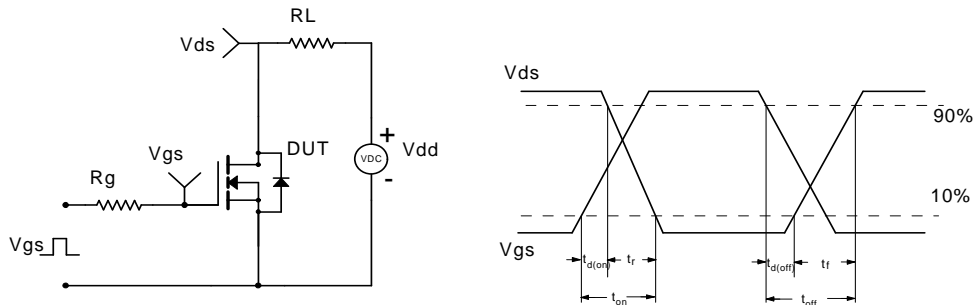 RL
Vds
DUT
+
VDC
Vdd
-
Vgs
Rg
Vgs
Vds
90%
10%
Vgs
td(on)
tr
td(off)
tf
ton
toff